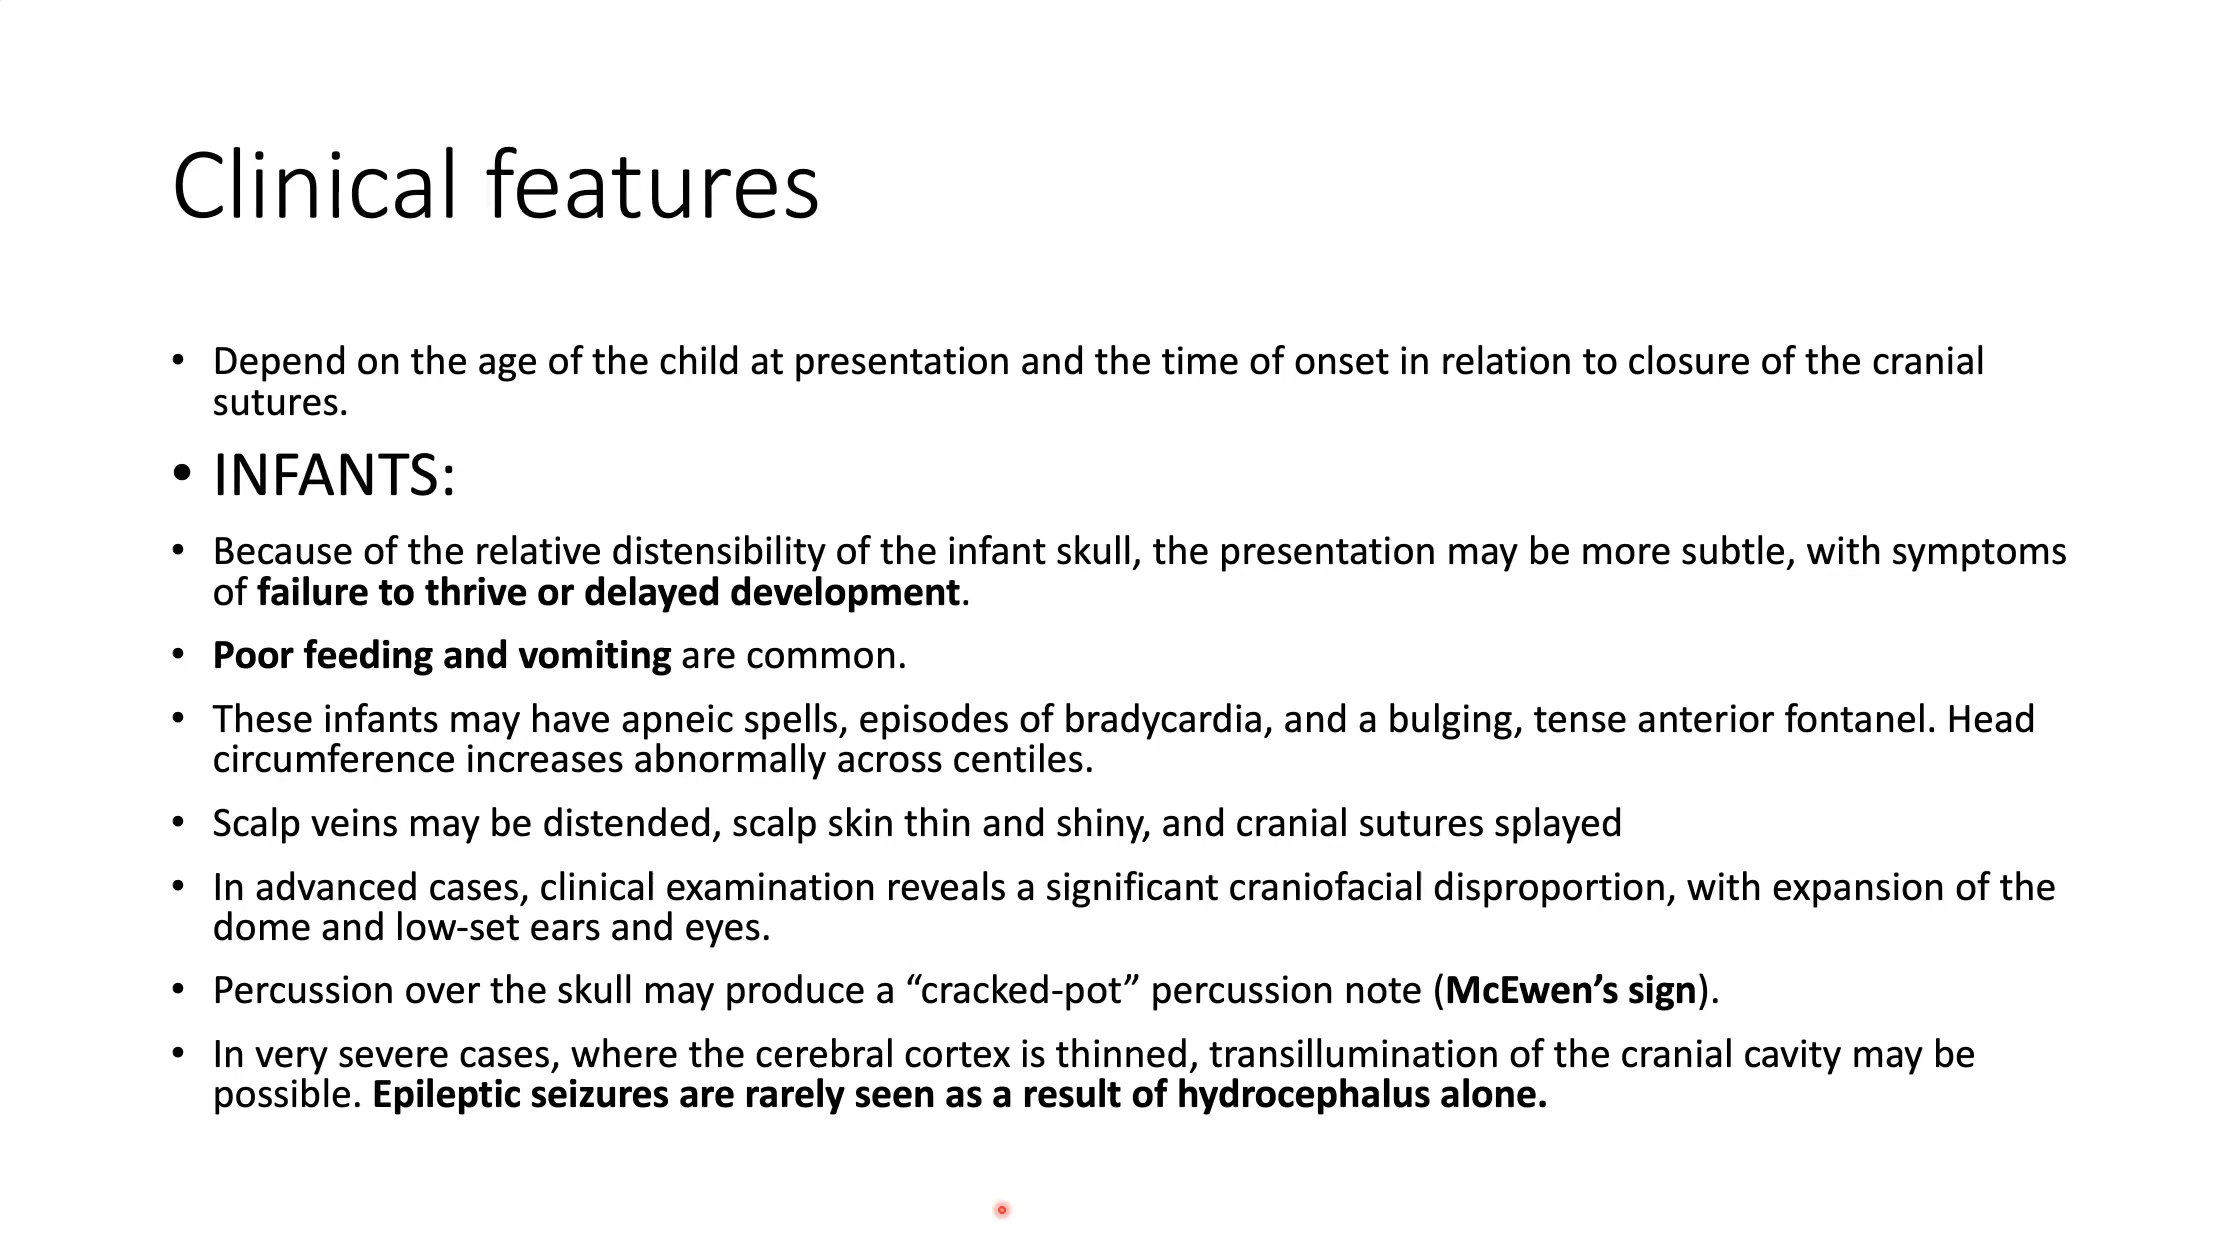 Clinical features
• Depend on the age of the child at presentation and the time of onset in relation to closure of the cranial
sutures.
• INFANTS:
• Because of the relative distensibility of the infant skull, the presentation may be more subtle, with symptoms
of failure to thrive or delayed development.
• Poor feeding and vomiting are common.
• These infants may have apneic spells, episodes of bradycardia, and a bulging, tense anterior fontanel. Head
circumference increases abnormally across centiles.
• Scalp veins may be distended, scalp skin thin and shiny, and cranial sutures splayed
• In advanced cases, clinical examination reveals a significant craniofacial disproportion, with expansion of the
dome and low-set ears and eyes.
• Percussion over the skull may produce a “cracked-pot” percussion note (McEwen’s sign).
• In very severe cases, where the cerebral cortex is thinned, transillumination of the cranial cavity may be
possible. Epileptic seizures are rarely seen as a result of hydrocephalus alone.